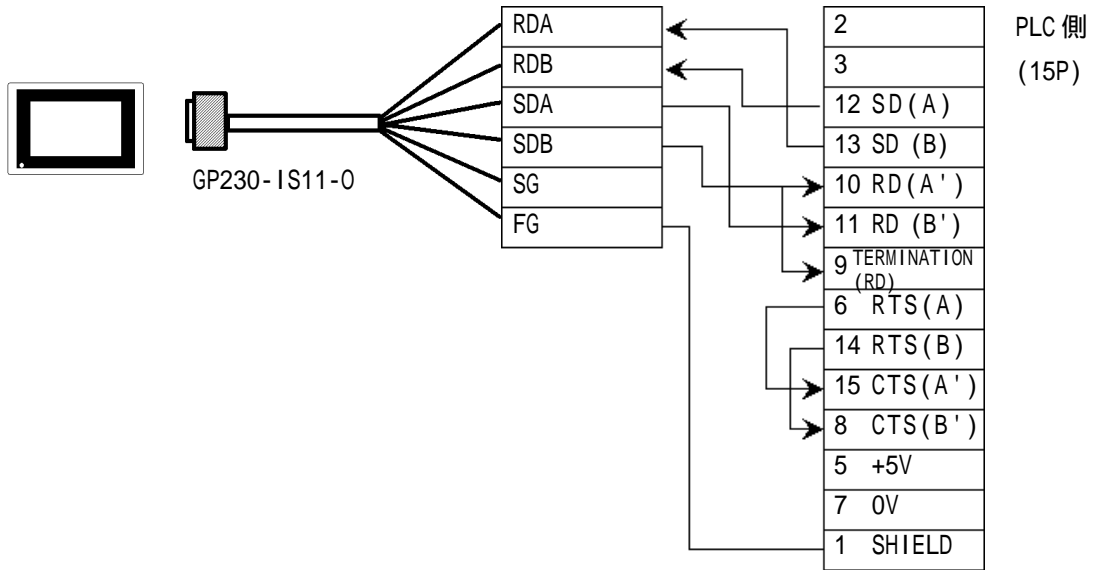 GP230-IS11-O
RDA
RDB
SDA
SDB
SG
FG
2
3
12 SD(A)
13 SD (B)
10 RD(A')
11 RD (B')
9 TERMINATION
(RD)
6 RTS(A)
14 RTS(B)
15 CTS(A')
8 CTS(B')
5 +5V
7 0V
1 SHIELD
PLC 側
(15P)